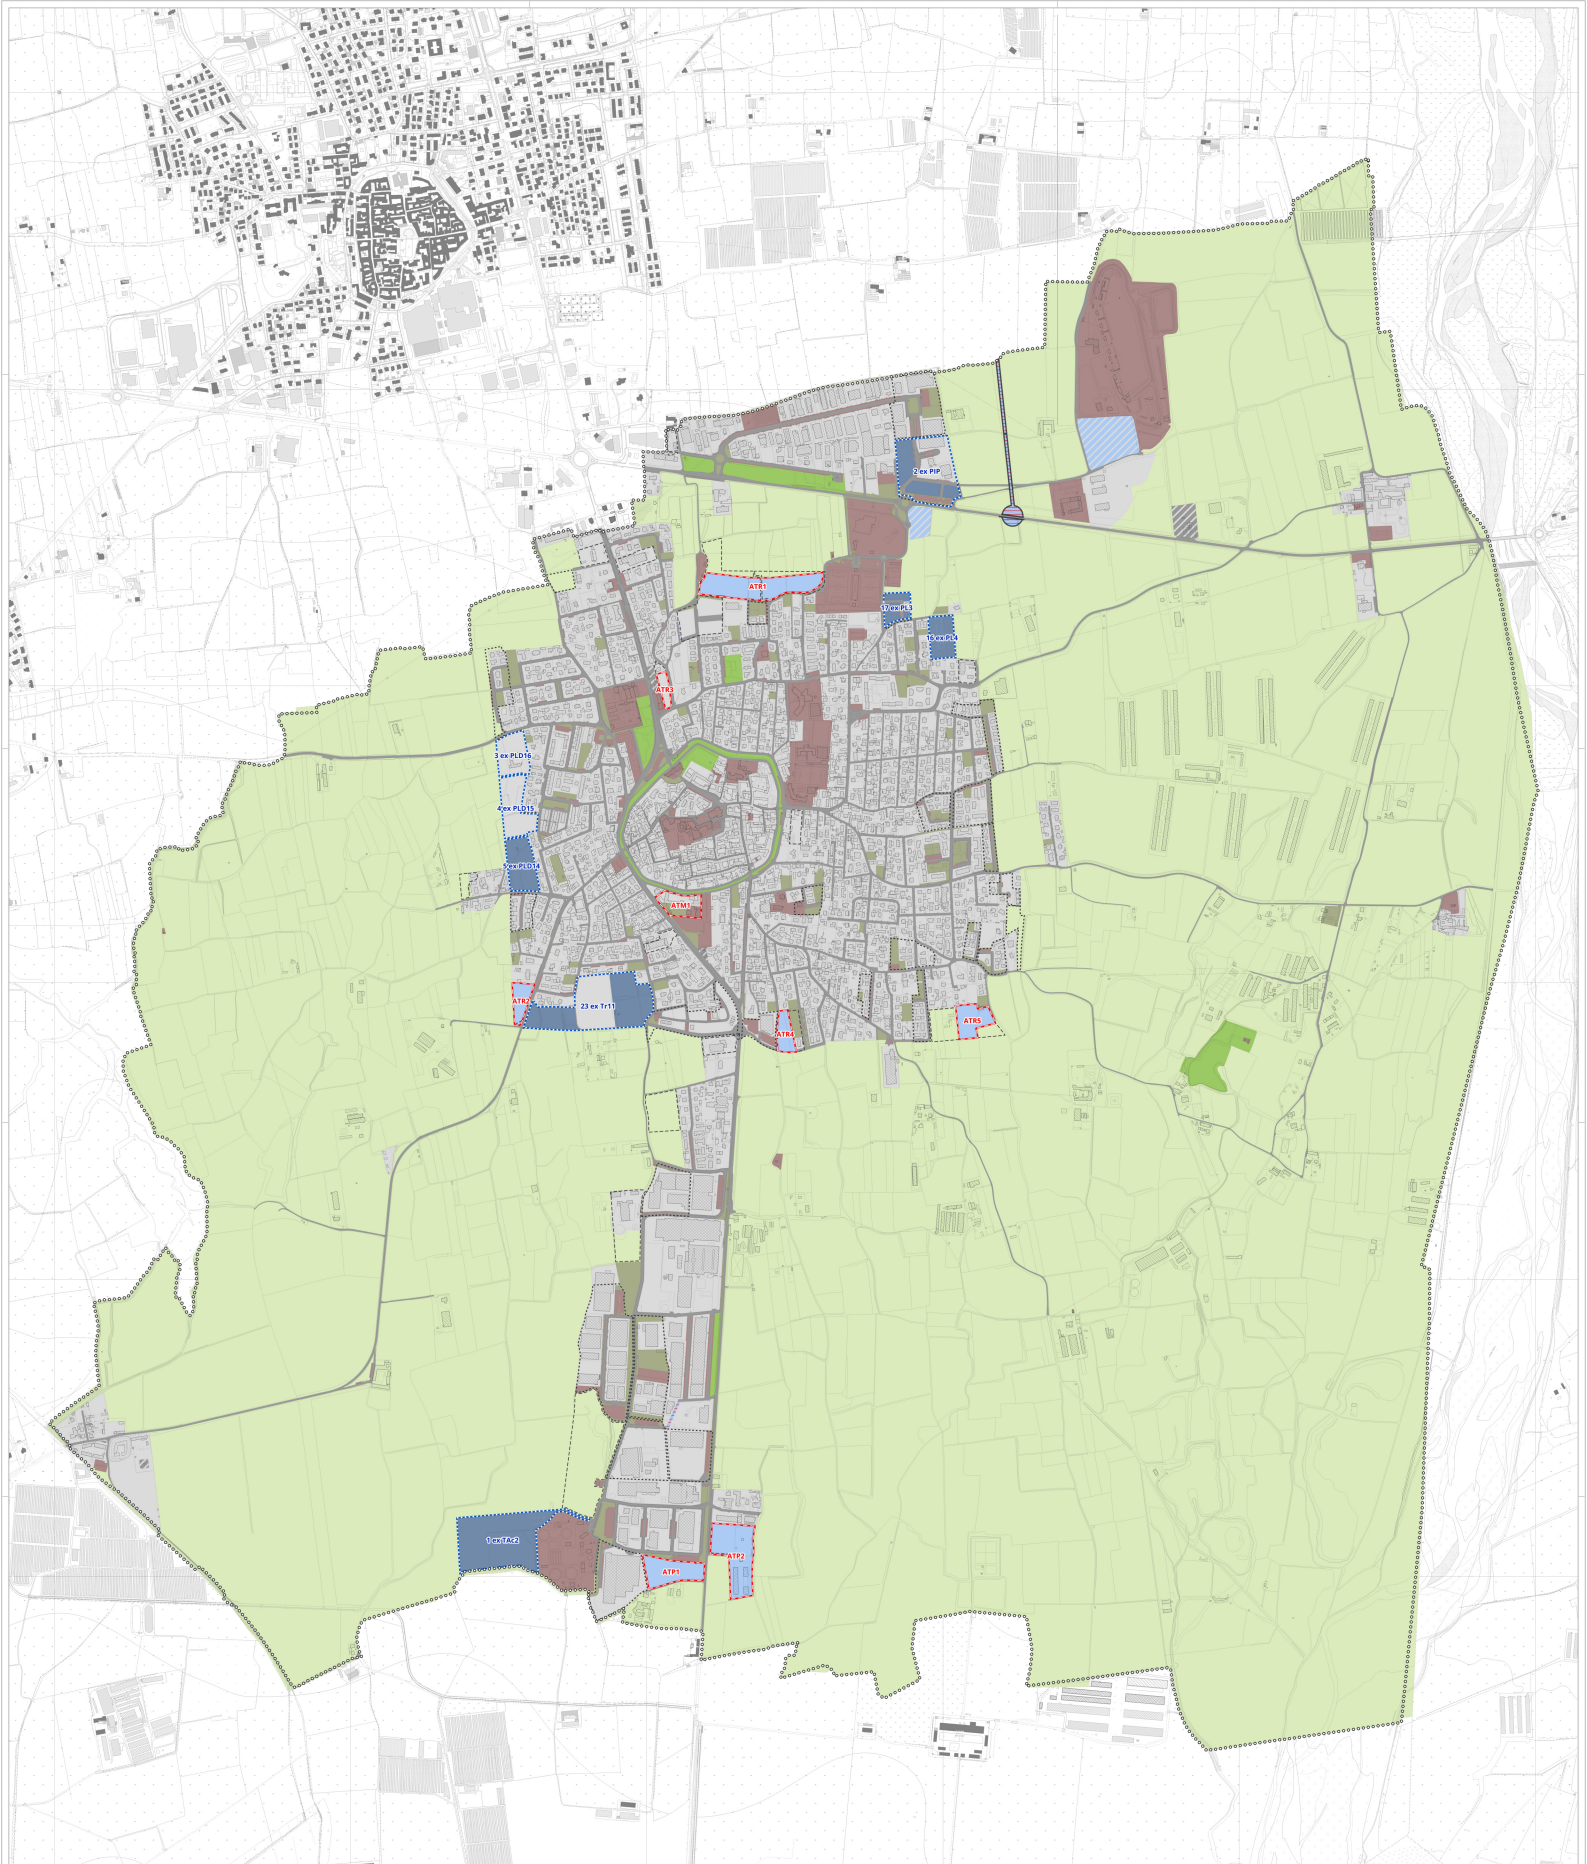 2 ex PIP
ATR1
17 ex PL3
16 ex PL4
ATR3
3 ex PLD16
4 ex PLD15
5 ex PLD14
ATM1
ATR2
23 ex Tr11
ATR4
ATR5
1 ex TAc2
ATP2
ATP1